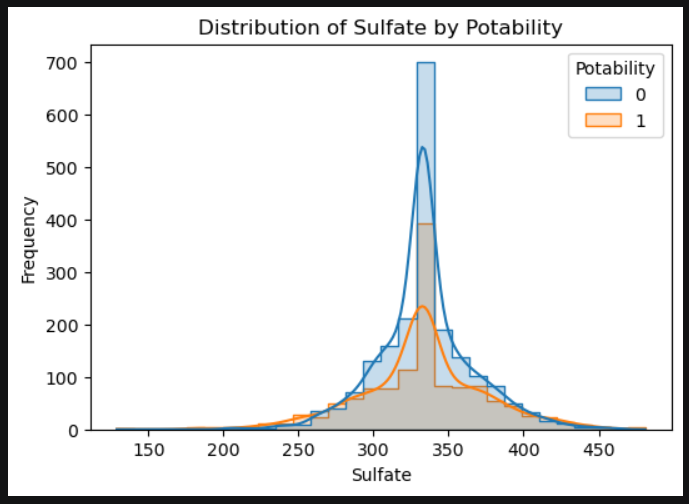 Distribution of Sulfate by Potability
Potability
0
1
Frequency
700
600
500
400
300
200
100
0
150 200 250 300 350 400 450
Sulfate